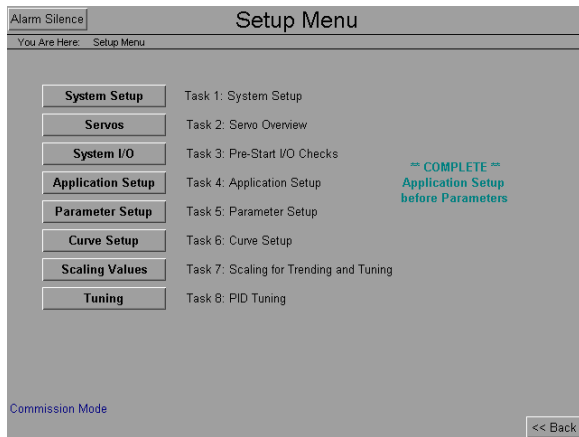 Alarm Silence
Setup Menu
You Are Here: Setup Menu
System Setup Task 1: System Setup
Servos Task 2: Servo Overview
System I/O Task 3: Pre-Start I/O Checks
Application Setup Task 4: Application Setup
Parameter Setup Task 5: Parameter Setup
Curve Setup Task 6: Curve Setup
Scaling Values Task 7: Scaling for Trending and Tuning
Tuning Task 8: PID Tuning
** COMPLETE **
Application Setup
before Parameters
Commission Mode
<< Back